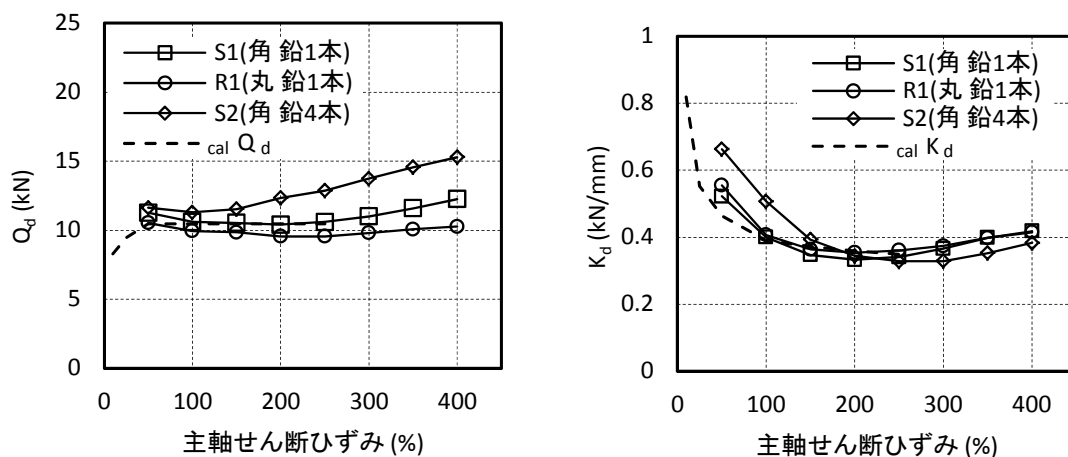 25
20
15
10
5
0
Q d (kN)
S1(角 鉛1本)
R1(丸 鉛1本)
S2(角 鉛4本)
cal Q d
0 100 200 300 400
主軸せん断ひずみ (%)
1
0.8
0.6
0.4
0.2
0
K d (kN/mm)
S1(角 鉛1本)
R1(丸 鉛1本)
S2(角 鉛4本)
cal K d
0 100 200 300 400
主軸せん断ひずみ (%)